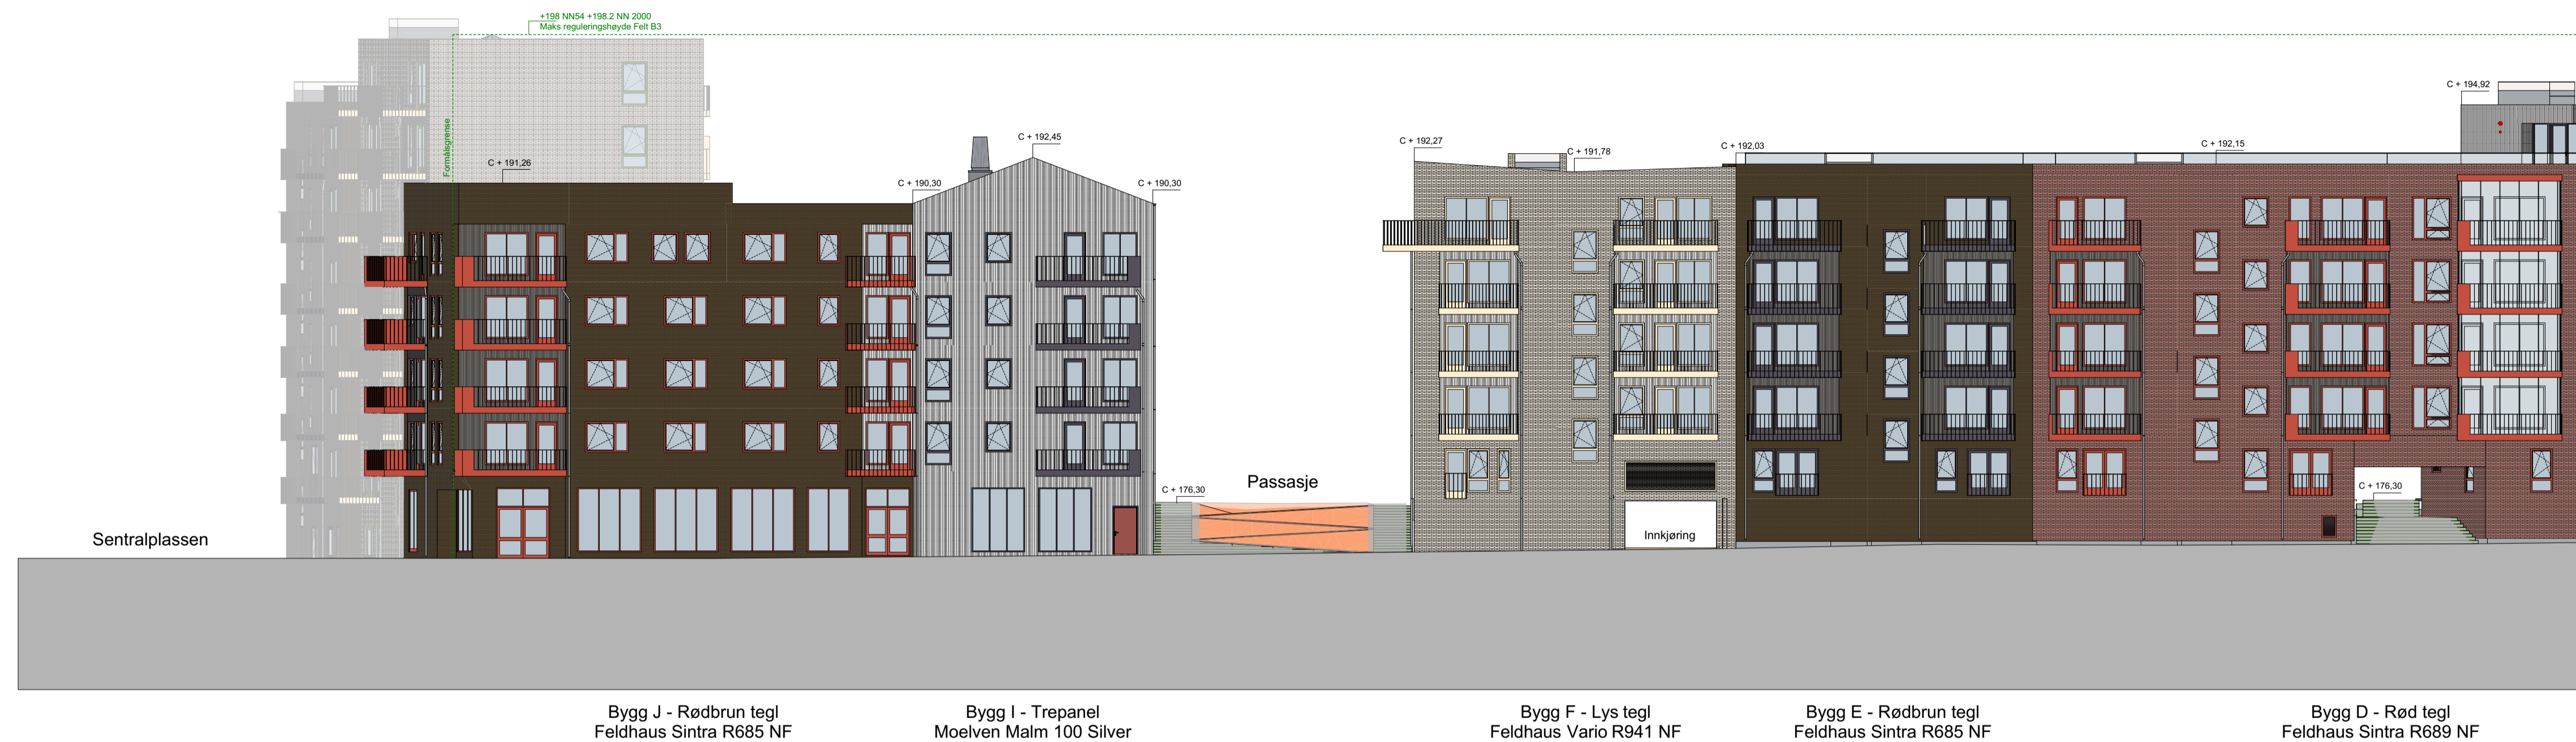 +198 NN54 +198.2 NN 2000
Maks reguleringshøyde Felt B3
Formålsgrense
C + 191,26
C + 190,30
C + 192,45
C + 190,30
C + 192,27
C + 191,78
C + 192,03
C + 192,15
C + 194,92
C + 176,30
Passasje
C + 176,30
Innkjøring
Sentralplassen
Bygg J - Rødbrun tegl
Feldhaus Sintra R685 NF
Bygg I - Trepanel
Moelven Malm 100 Silver
Bygg F - Lys tegl
Feldhaus Vario R941 NF
Bygg E - Rødbrun tegl
Feldhaus Sintra R685 NF
Bygg D - Rød tegl
Feldhaus Sintra R689 NF